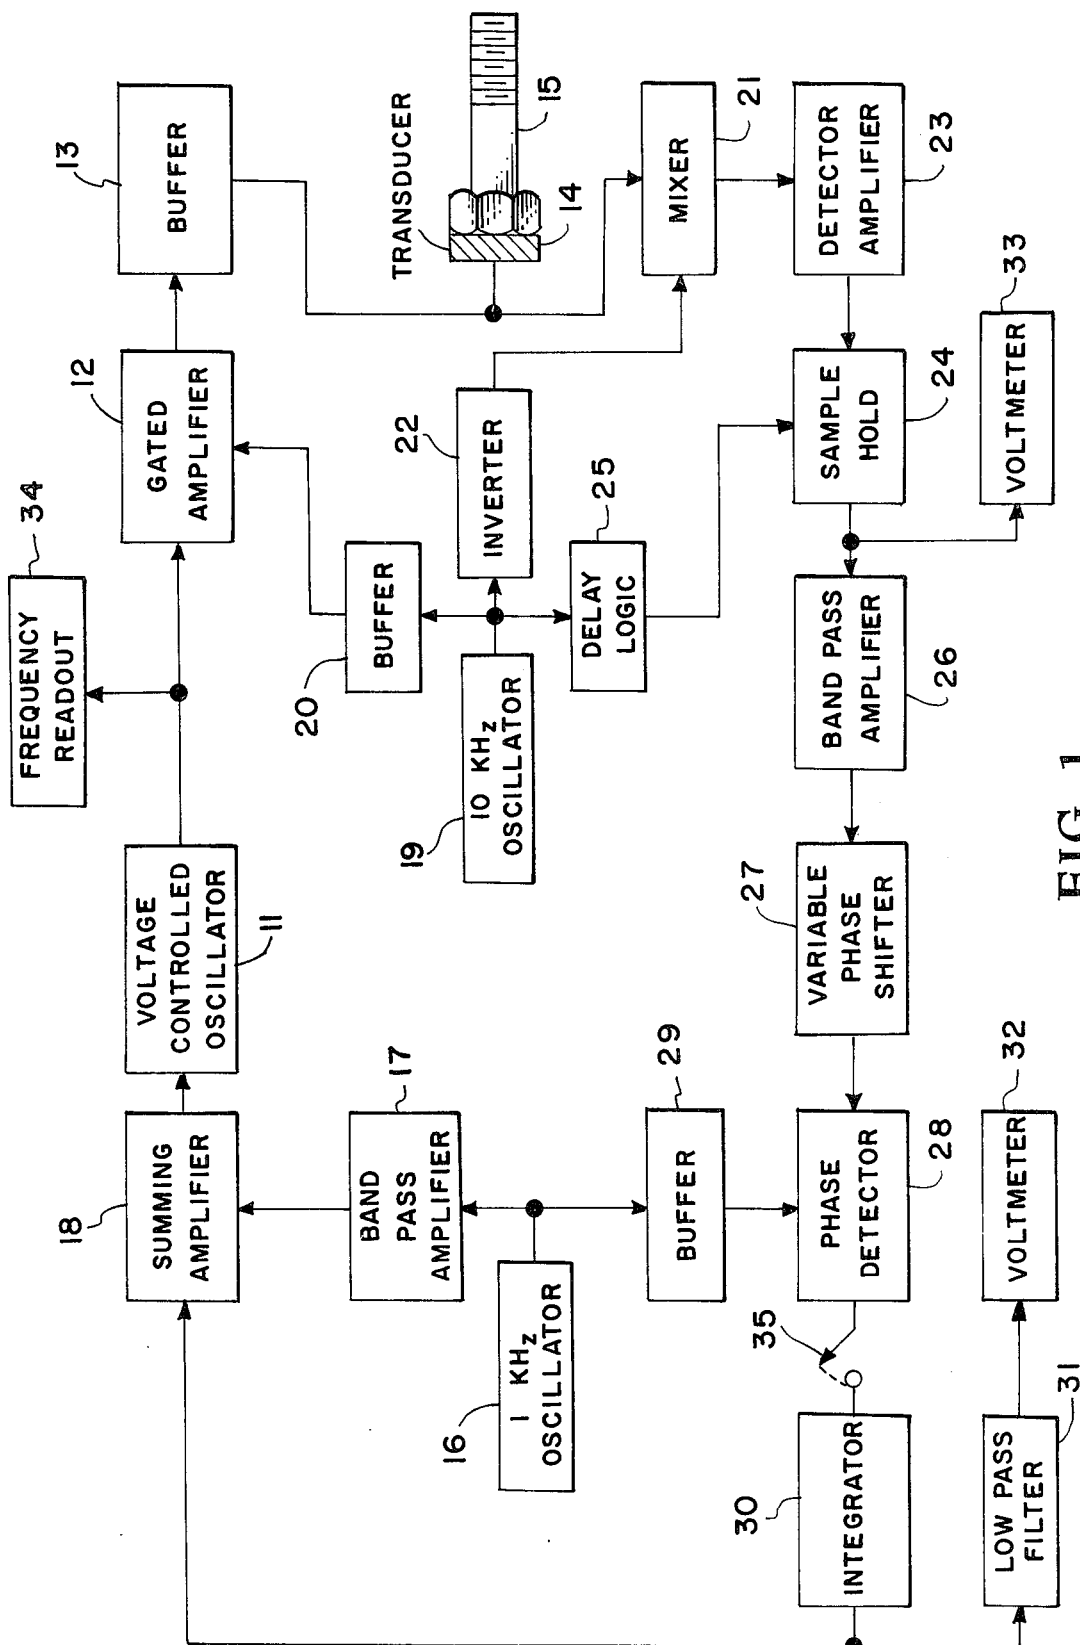 FREQUENCY
READOUT
34
18
SUMMING
AMPLIFIER
VOLTAGE
CONTROLLED
OSCILLATOR
11
12
GATED
AMPLIFIER
13
BUFFER
17
BAND
PASS
AMPLIFIER
20
BUFFER
TRANSDUCER
14
15
16
1 KHz
OSCILLATOR
19
10 KHz
OSCILLATOR
22
INVERTER
29
BUFFER
DELAY
LOGIC
25
MIXER
21
35
30
INTEGRATOR
PHASE
DETECTOR
28
27
VARIABLE
PHASE
SHIFTER
BAND PASS
AMPLIFIER
26
SAMPLE
HOLD
24
DETECTOR
AMPLIFIER
23
LOW PASS
FILTER
31
VOLTMETER
32
VOLTMETER
33
FIG. 1